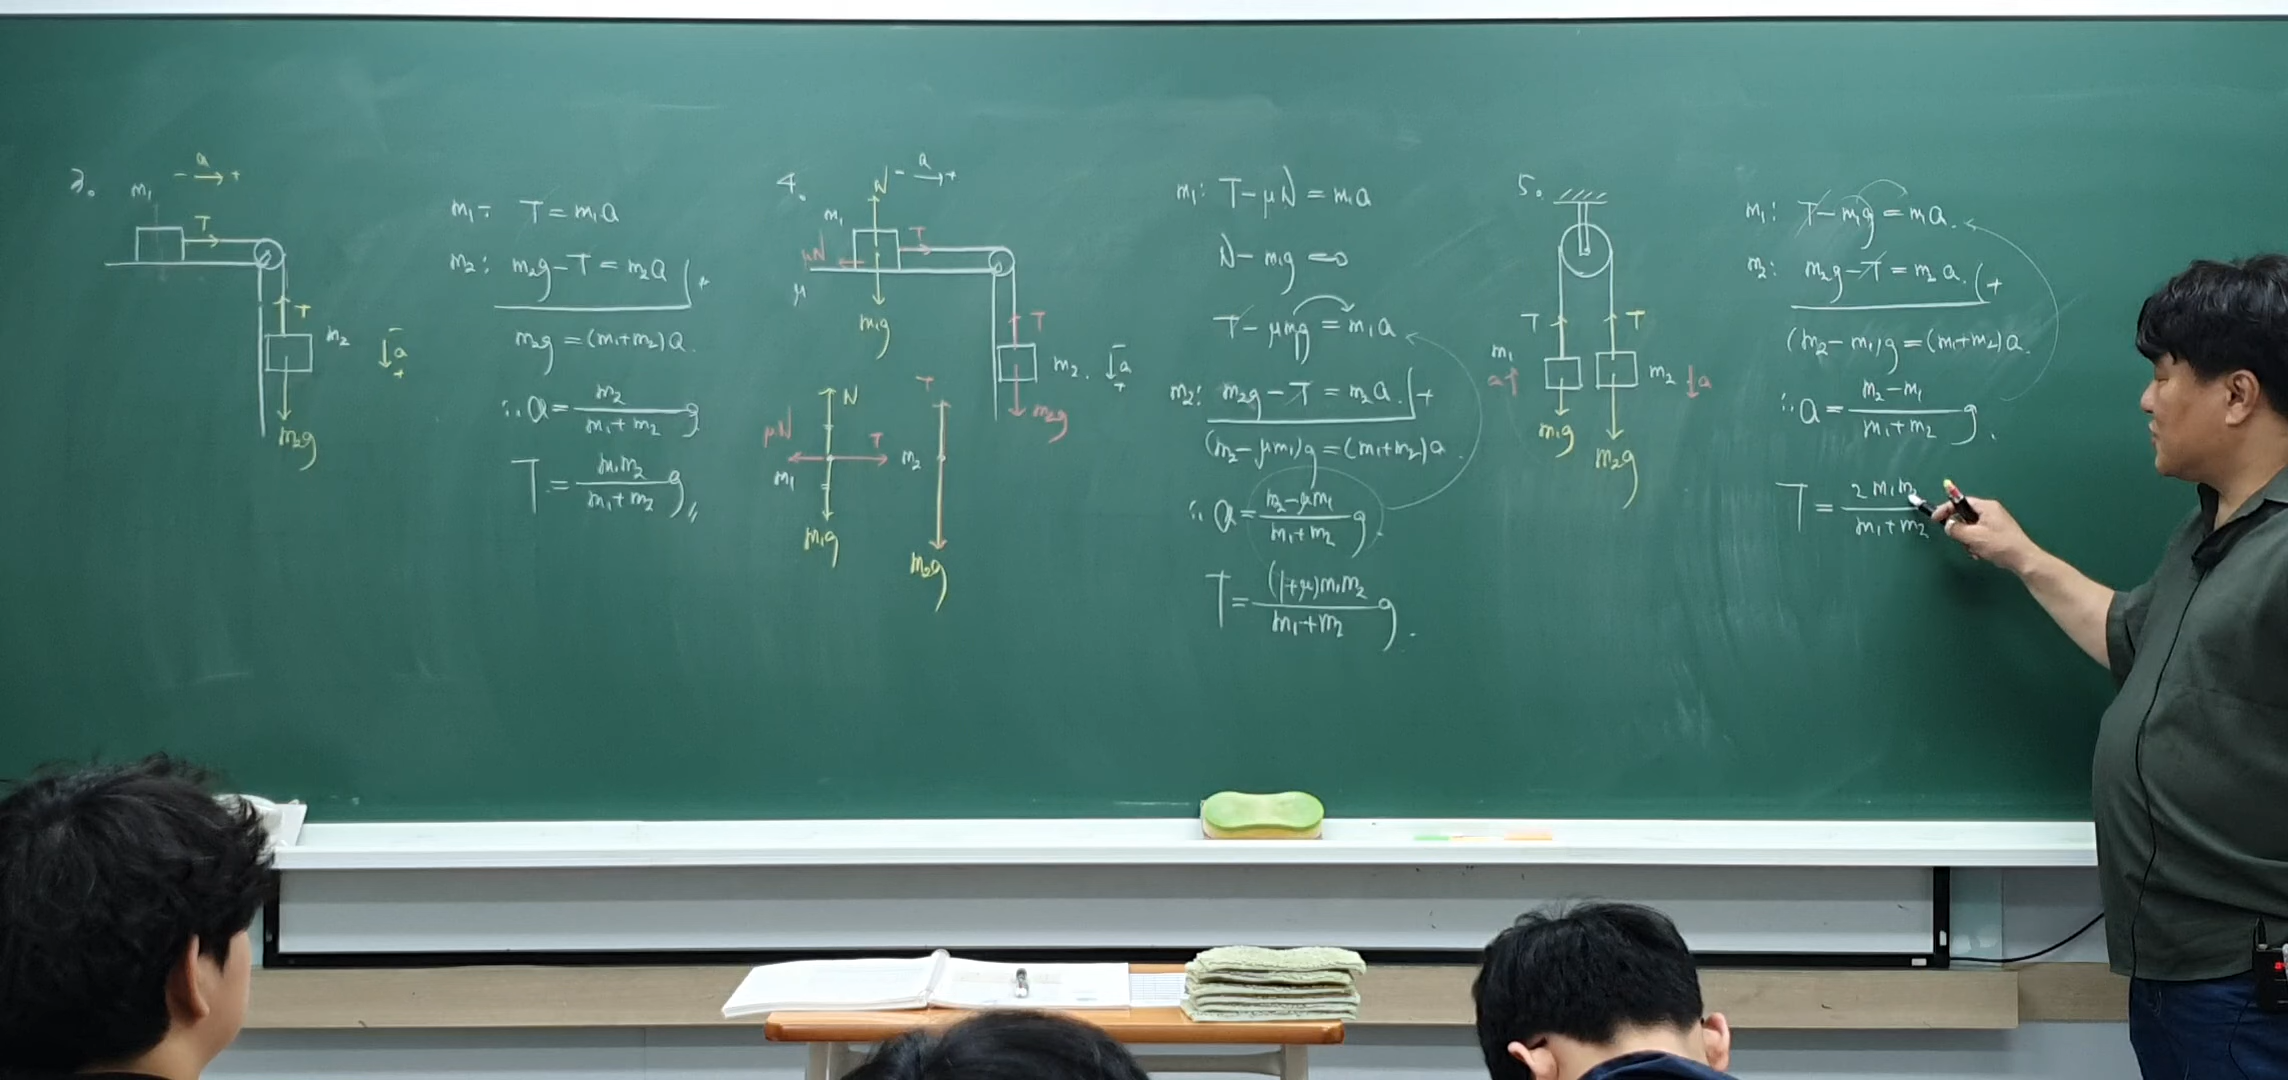 3.
- a +
m₁
T
T
m₂
- a +
m₂g
m₁: T = m₁a
m₂: m₂g - T = m₂a +
m₂g = (m₁+m₂)a.
∴ a = m₂/(m₁+m₂) g
T = m₁m₂/(m₁+m₂) g
4.
N - a +
m₁
μN T
μ
m₁g
T
m₂. - a +
m₂g
N
μN T
m₁
m₁g
T
m₂
m₂g
m₁: T - μN = m₁a
N - m₁g = 0
T - μm₁g = m₁a
m₂: m₂g - T = m₂a. +
(m₂ - μm₁)g = (m₁+m₂)a.
∴ a = (m₂-μm₁)/(m₁+m₂) g.
T = (1+μ)m₁m₂/(m₁+m₂) g.
5.
T T
m₁ m₂
a a
m₁g
m₂g
m₁: T - m₁g = m₁a.
m₂: m₂g - T = m₂a. +
(m₂ - m₁)g = (m₁+m₂)a.
∴ a = (m₂-m₁)/(m₁+m₂) g.
T = 2m₁m₂/(m₁+m₂)